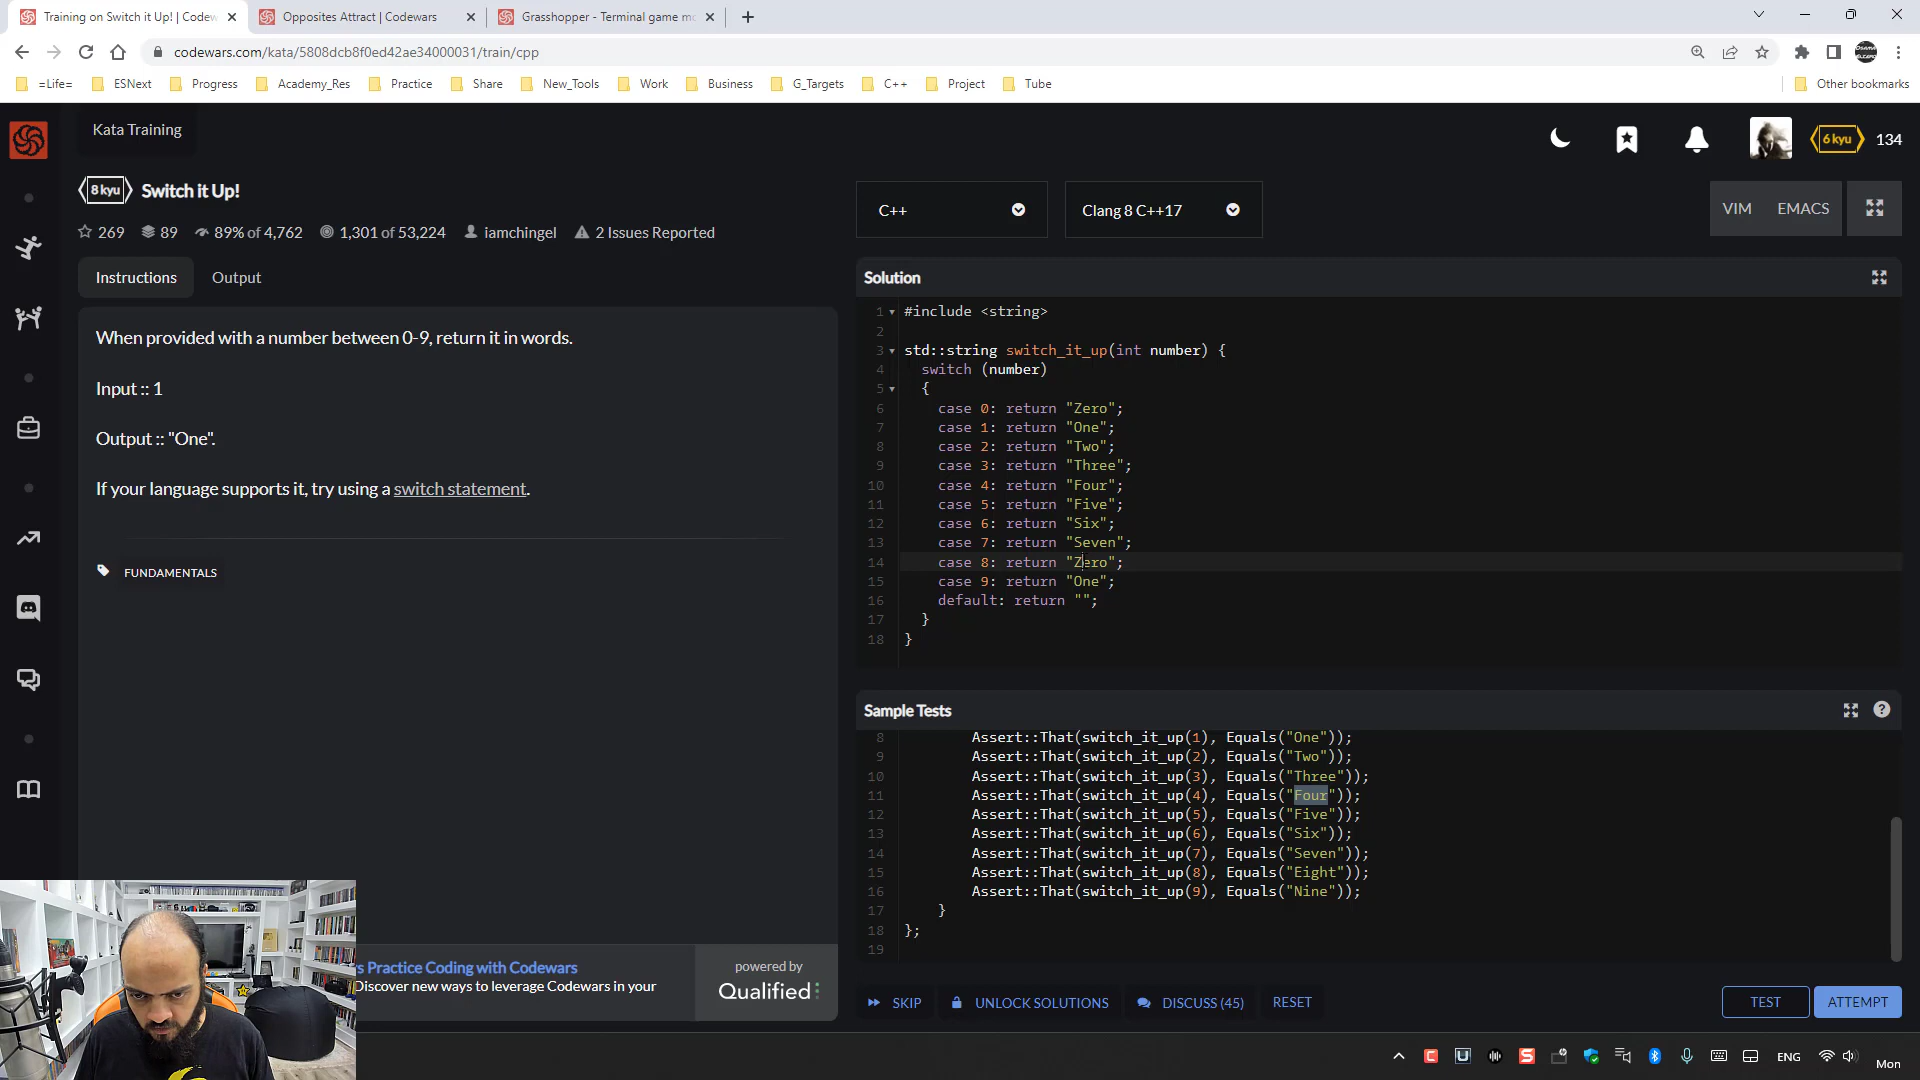 Training on Switch it Up! | Codew
Opposites Attract | Codewars
Grasshopper - Terminal game mo
codewars.com/kata/5808dcb8f0ed42ae34000031/train/cpp
=Life=
ESNext
Progress
Academy_Res
Practice
Share
New_Tools
Work
Business
G_Targets
C++
Project
Tube
Other bookmarks
Kata Training
6 kyu
134
8 kyu
Switch it Up!
269
89
89% of 4,762
1,301 of 53,224
iamchingel
2 Issues Reported
C++
Clang 8 C++17
VIM
EMACS
Instructions
Output
When provided with a number between 0-9, return it in words.
Input :: 1
Output :: "One".
If your language supports it, try using a switch statement.
FUNDAMENTALS
Solution
1 #include <string>
2
3 std::string switch_it_up(int number) {
4 switch (number)
5 {
6 case 0: return "Zero";
7 case 1: return "One";
8 case 2: return "Two";
9 case 3: return "Three";
10 case 4: return "Four";
11 case 5: return "Five";
12 case 6: return "Six";
13 case 7: return "Seven";
14 case 8: return "Zero";
15 case 9: return "One";
16 default: return "";
17 }
18 }
Sample Tests
8 Assert::That(switch_it_up(1), Equals("One"));
9 Assert::That(switch_it_up(2), Equals("Two"));
10 Assert::That(switch_it_up(3), Equals("Three"));
11 Assert::That(switch_it_up(4), Equals("Four"));
12 Assert::That(switch_it_up(5), Equals("Five"));
13 Assert::That(switch_it_up(6), Equals("Six"));
14 Assert::That(switch_it_up(7), Equals("Seven"));
15 Assert::That(switch_it_up(8), Equals("Eight"));
16 Assert::That(switch_it_up(9), Equals("Nine"));
17 }
18 };
19
s Practice Coding with Codewars
Discover new ways to leverage Codewars in your
powered by
Qualified
SKIP
UNLOCK SOLUTIONS
DISCUSS (45)
RESET
TEST
ATTEMPT
ENG
Mon